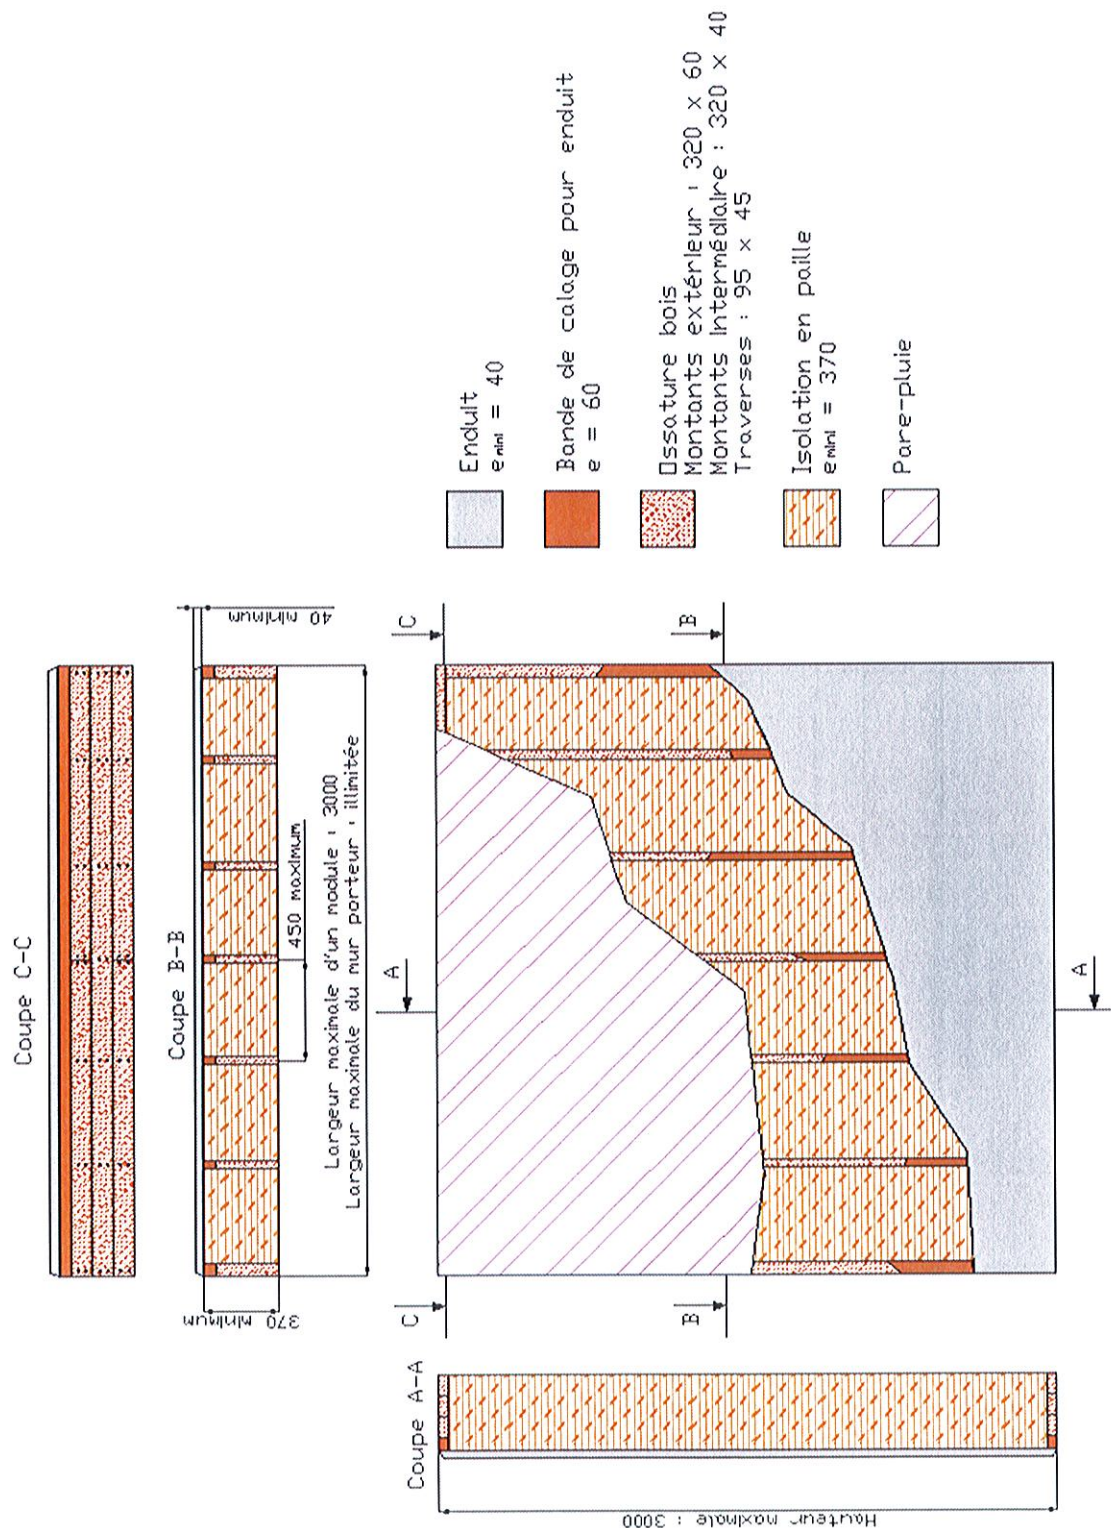 Coupe C-C
Coupe B-B
40 minimum
370 minimum
450 maximum
Largeur maximale d'un module : 3000
Largeur maximale du mur porteur : illimitée
A
C
C
B
B
A
Coupe A-A
Hauteur maximale : 3000
Enduit
e mini = 40
Bande de calage pour enduit
e = 60
Ossature bois
Montants extérieur : 320 x 60
Montants intermédiaire : 320 x 40
Traverses : 95 x 45
Isolation en paille
e mini = 370
Pare-pluie